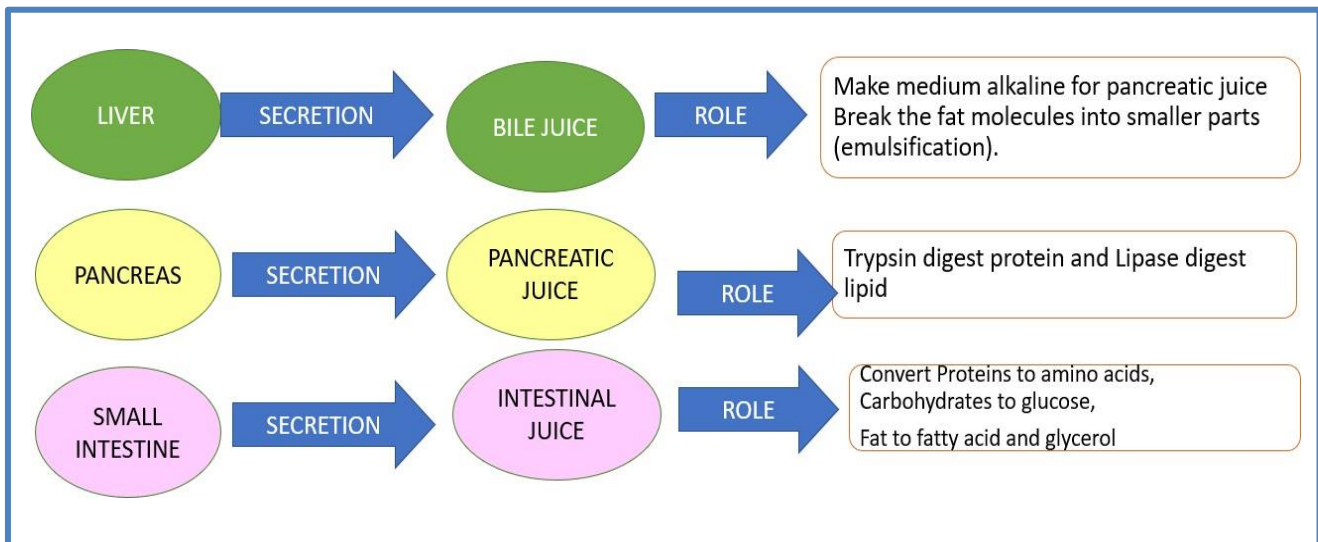 LIVER
SECRETION
BILE JUICE
ROLE
Make medium alkaline for pancreatic juice
Break the fat molecules into smaller parts
(emulsification).
PANCREAS
SECRETION
PANCREATIC
JUICE
ROLE
Trypsin digest protein and Lipase digest
lipid
SMALL
INTESTINE
SECRETION
INTESTINAL
JUICE
ROLE
Convert Proteins to amino acids,
Carbohydrates to glucose,
Fat to fatty acid and glycerol